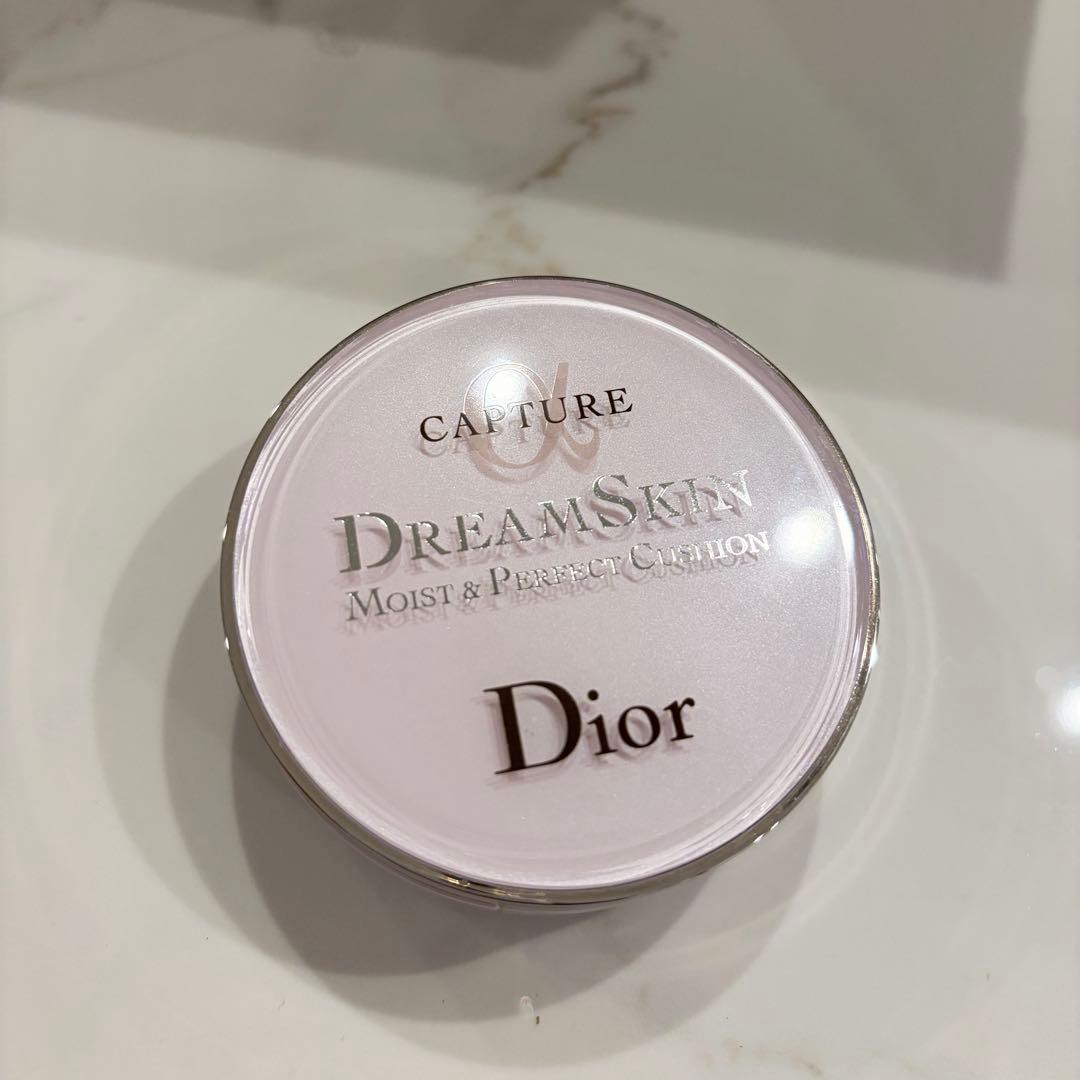 CAPTURE
DREAMSKIN
MOIST & PERFECT CUSHION
Dior